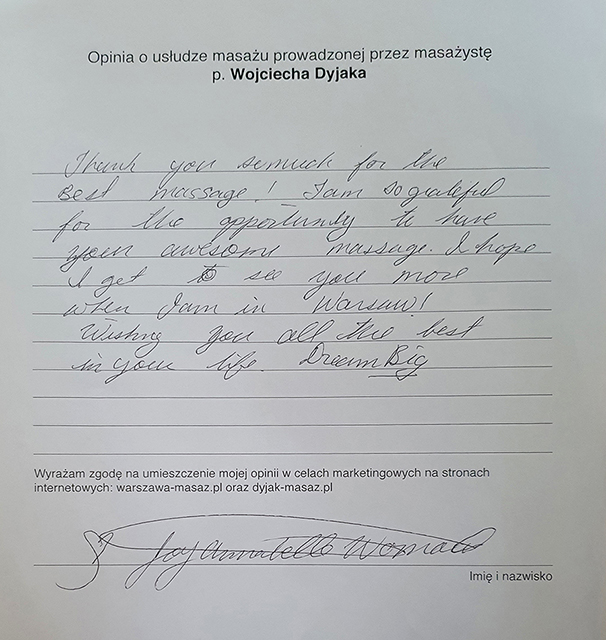 Opinia o usłudze masażu prowadzonej przez masażystę
p. Wojciecha Dyjaka
Thank you somuch for the
Best massage! I am so grateful
for the opportunity to have
your awesome massage. I hope
I get to see you more
when I am in Warsaw!
Wishing you all the best
in your life. Dream Big
Wyrażam zgodę na umieszczenie mojej opinii w celach marketingowych na stronach
internetowych: warszawa-masaz.pl oraz dyjak-masaz.pl
Joy
Imię i nazwisko